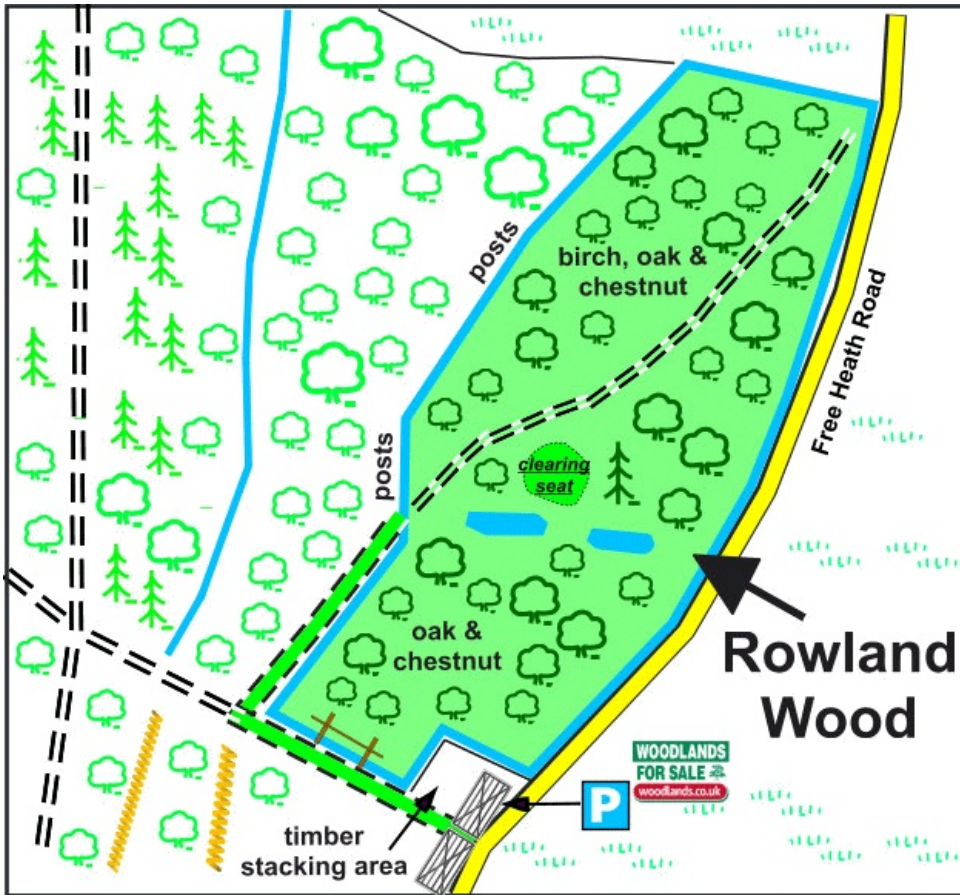 posts
birch, oak &
chestnut
Free Heath Road
posts
clearing
seat
oak &
chestnut
Rowland
Wood
WOODLANDS
FOR SALE
woodlands.co.uk
P
timber
stacking area